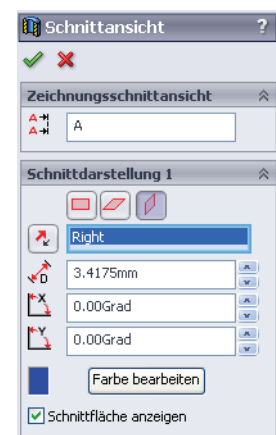 Schnittansicht ?
Zeichnungsschnittansicht
A
A
A
Schnittdarstellung 1
Right
D
3.4175mm
X
0.00Grad
Y
0.00Grad
Farbe bearbeiten
Schnittfläche anzeigen